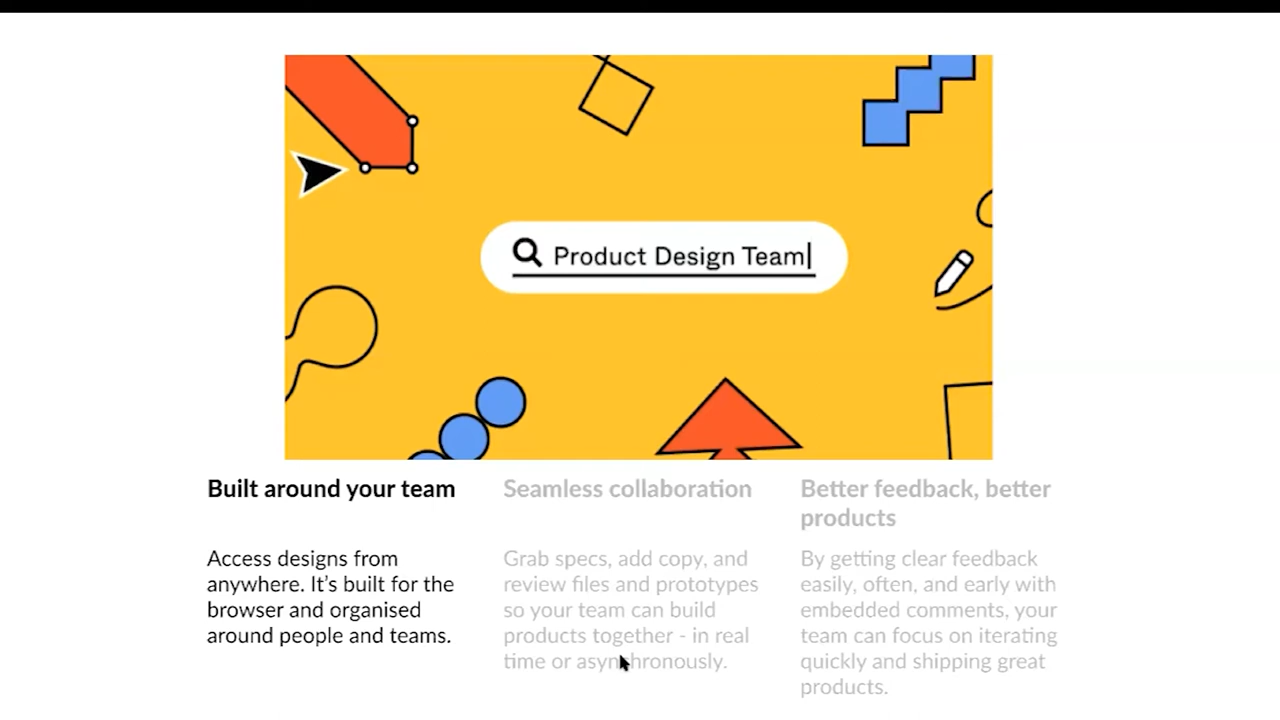 Product Design Team
Built around your team
Access designs from
anywhere. It’s built for the
browser and organised
around people and teams.
Seamless collaboration
Grab specs, add copy, and
review files and prototypes
so your team can build
products together - in real
time or asynchronously.
Better feedback, better
products
By getting clear feedback
easily, often, and early with
embedded comments, your
team can focus on iterating
quickly and shipping great
products.